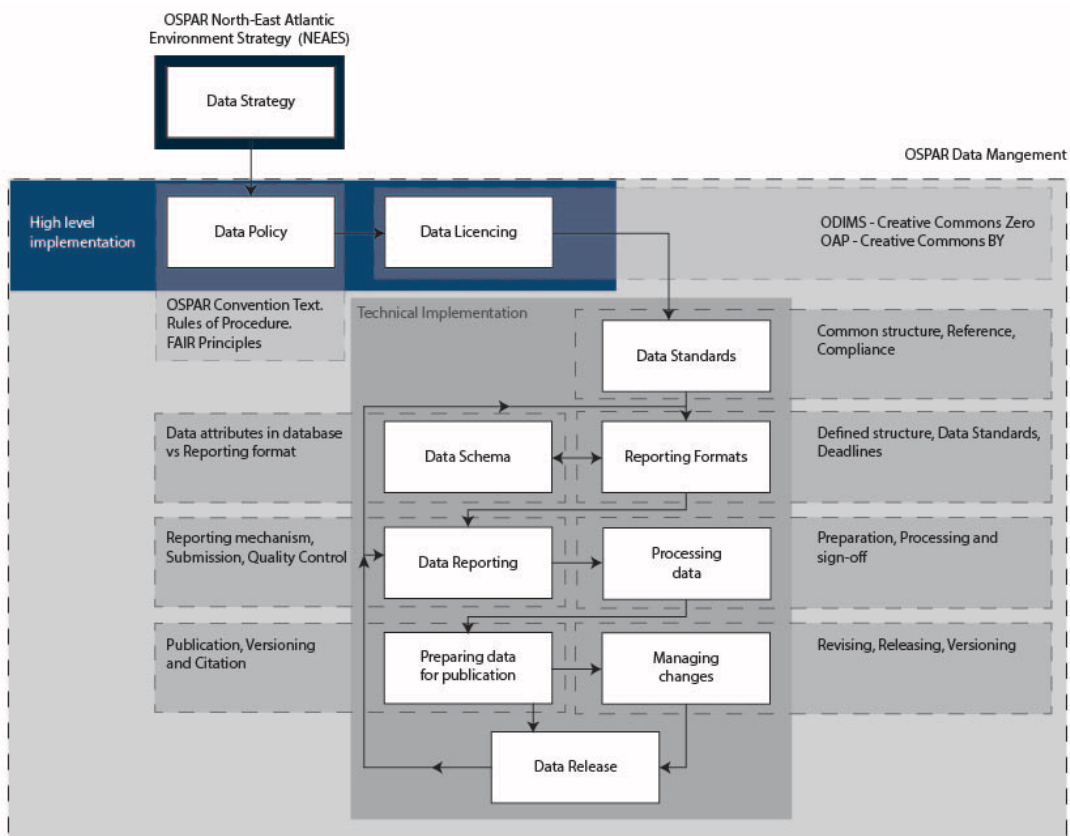 OSPAR North-East Atlantic
Environment Strategy (NEAES)
Data Strategy
OSPAR Data Mangement
High level
implementation
Data Policy
Data Licencing
ODIMS - Creative Commons Zero
OAP - Creative Commons BY
OSPAR Convention Text.
Rules of Procedure.
FAIR Principles
Technical Implementation
Data Standards
Common structure, Reference,
Compliance
Data attributes in database
vs Reporting format
Data Schema
Reporting Formats
Defined structure, Data Standards,
Deadlines
Reporting mechanism,
Submission, Quality Control
Data Reporting
Processing
data
Preparation, Processing and
sign-off
Publication, Versioning
and Citation
Preparing data
for publication
Managing
changes
Revising, Releasing, Versioning
Data Release